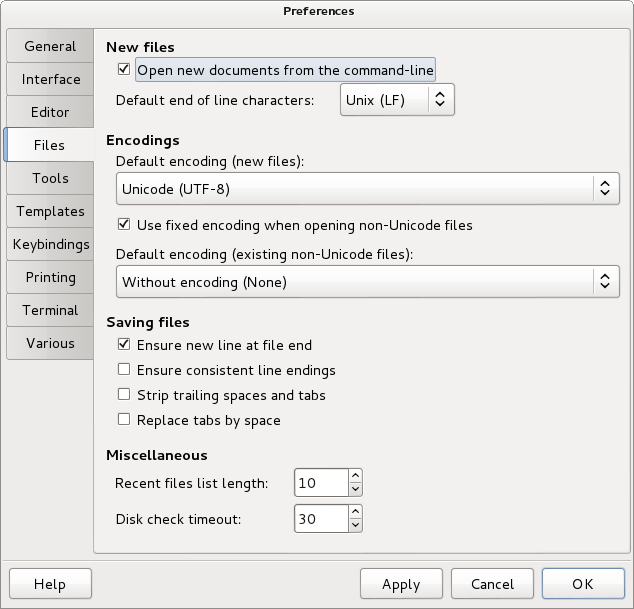 Preferences
General
Interface
Editor
Files
Tools
Templates
Keybindings
Printing
Terminal
Various
New files
Open new documents from the command-line
Default end of line characters: Unix (LF)
Encodings
Default encoding (new files):
Unicode (UTF-8)
Use fixed encoding when opening non-Unicode files
Default encoding (existing non-Unicode files):
Without encoding (None)
Saving files
Ensure new line at file end
Ensure consistent line endings
Strip trailing spaces and tabs
Replace tabs by space
Miscellaneous
Recent files list length: 10
Disk check timeout: 30
Help Apply Cancel OK